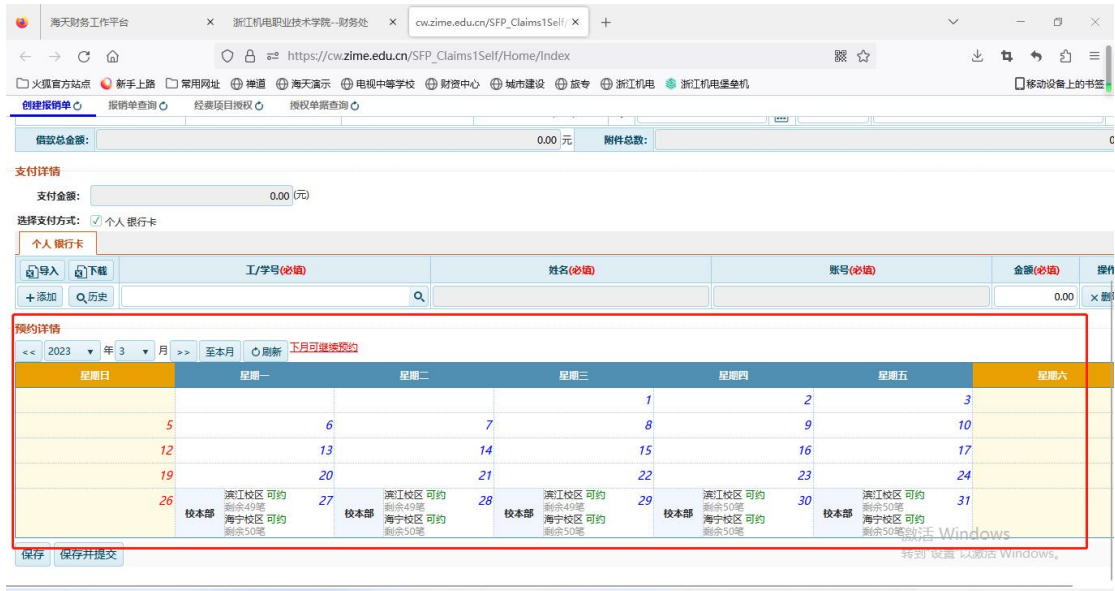 海天财务工作平台 × 浙江机电职业技术学院--财务处 × cw.zime.edu.cn/SFP_Claims1Self/ × +
https://cw.zime.edu.cn/SFP_Claims1Self/Home/Index
火狐官方站点 新手上路 常用网址 禅道 海天演示 电视中等学校 财资中心 城市建设 旅专 浙江机电 浙江机电堡垒机 移动设备上的书签
创建报销单 报销单查询 经费项目授权 授权单据查询
借款总金额: 0.00 元 附件总数: 0
支付详情
支付金额: 0.00 (元)
选择支付方式: 个人 银行卡
个人 银行卡
导入 下载 工/学号(必填) 姓名(必填) 账号(必填) 金额(必填) 操作
+添加 历史 0.00 ×删
预约详情
<< 2023 年 3 月 >> 至本月 刷新 下月可继续预约
星期日 星期一 星期二 星期三 星期四 星期五 星期六
1 2 3
5 6 7 8 9 10
12 13 14 15 16 17
19 20 21 22 23 24
26 27 28 29 30 31
校本部 滨江校区 可约 剩余49笔 海宁校区 可约 剩余50笔
校本部 滨江校区 可约 剩余49笔 海宁校区 可约 剩余50笔
校本部 滨江校区 可约 剩余49笔 海宁校区 可约 剩余50笔
校本部 滨江校区 可约 剩余50笔 海宁校区 可约 剩余50笔
校本部 滨江校区 可约 剩余50笔 海宁校区 可约 剩余50笔
激活 Windows
保存 保存并提交
转到"设置"以激活 Windows。